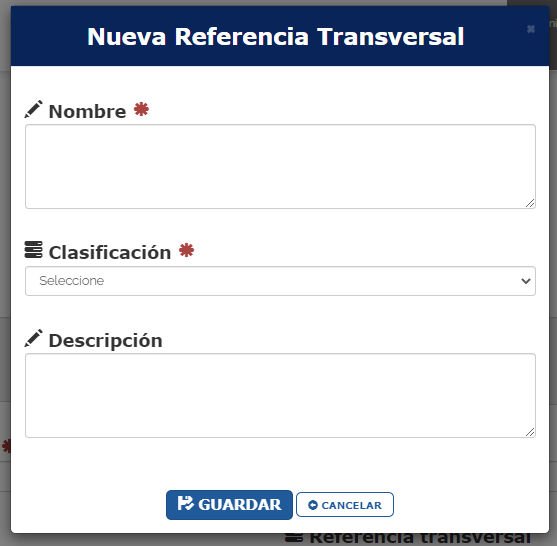 Nueva Referencia Transversal
Nombre
Clasificación
Seleccione
Descripción
GUARDAR
CANCELAR
Referencia transversal